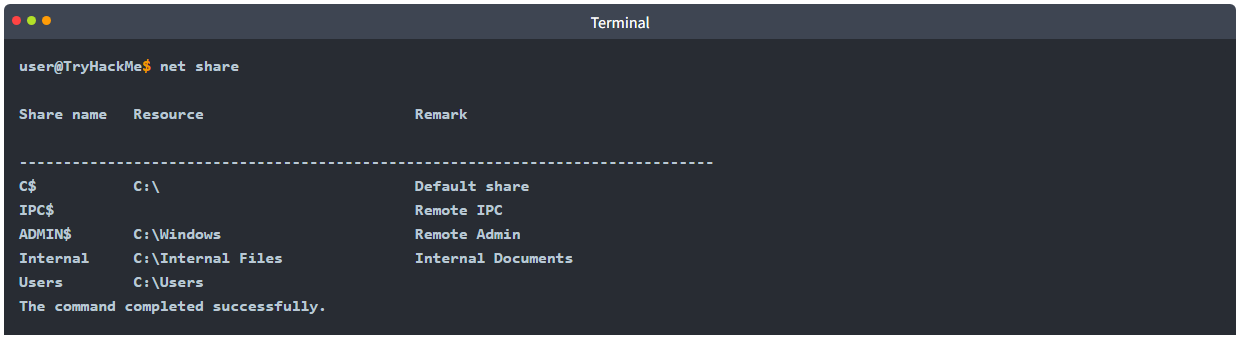 Terminal
user@TryHackMe$ net share
Share name   Resource                        Remark
-------------------------------------------------------------------------------
C$           C:\                             Default share
IPC$                                         Remote IPC
ADMIN$       C:\Windows                      Remote Admin
Internal     C:\Internal Files               Internal Documents
Users        C:\Users
The command completed successfully.